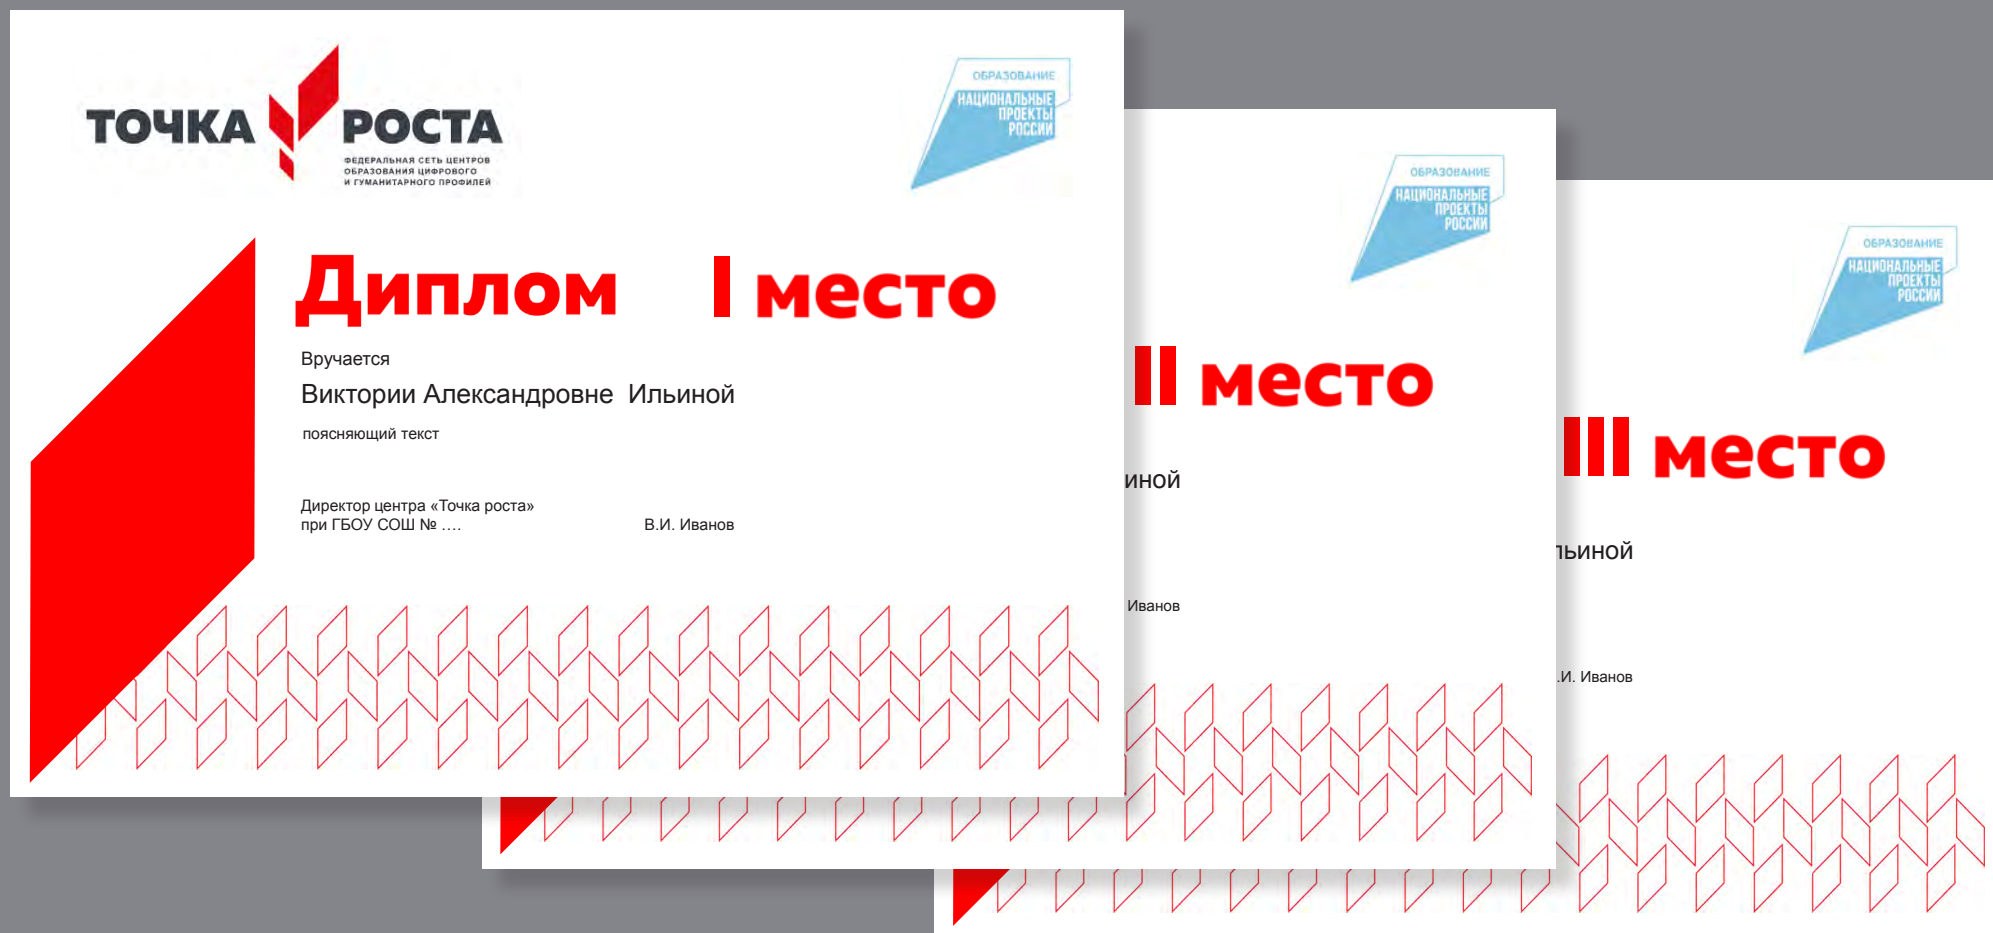 ТОЧКА РОСТА
ФЕДЕРАЛЬНАЯ СЕТЬ ЦЕНТРОВ
ОБРАЗОВАНИЯ ЦИФРОВОГО
И ГУМАНИТАРНОГО ПРОФИЛЕЙ
ОБРАЗОВАНИЕ
НАЦИОНАЛЬНЫЕ
ПРОЕКТЫ
РОССИИ
Диплом I место
Вручается
Виктории Александровне Ильиной
поясняющий текст
Директор центра «Точка роста»
при ГБОУ СОШ № .... В.И. Иванов
ОБРАЗОВАНИЕ
НАЦИОНАЛЬНЫЕ
ПРОЕКТЫ
РОССИИ
II место
иной
Иванов
ОБРАЗОВАНИЕ
НАЦИОНАЛЬНЫЕ
ПРОЕКТЫ
РОССИИ
III место
льиной
.И. Иванов